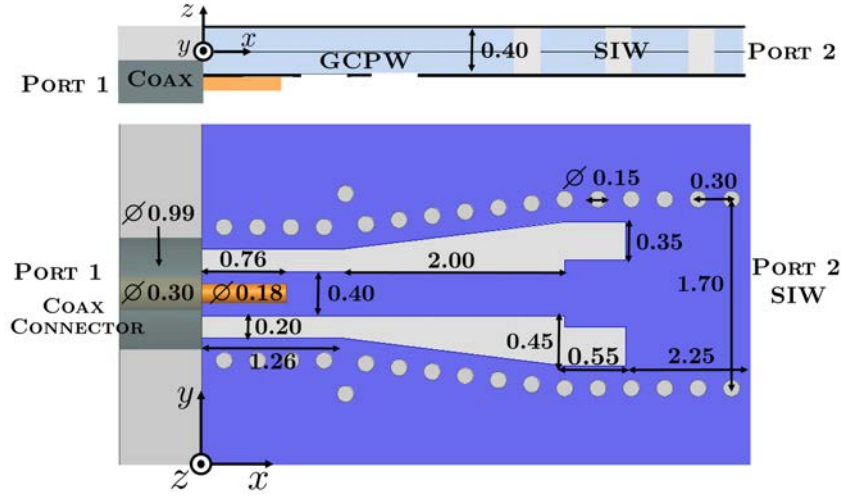 z
y
x
0.40
GCPW
SIW
Port 2
Port 1
Coax
Ø 0.15
0.30
Ø 0.99
0.76
2.00
0.35
Port 1
Port 2
Ø 0.30
Ø 0.18
0.40
1.70
SIW
Coax
Connector
0.20
0.45
0.55
2.25
1.26
y
z
x